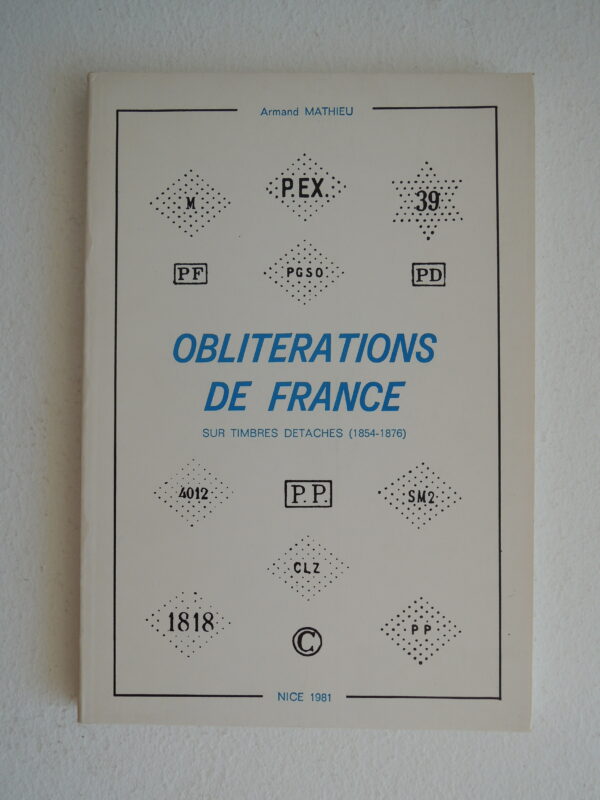 Armand MATHIEU
M
P.EX.
39
PF
PGSO
PD
OBLITERATIONS
DE FRANCE
SUR TIMBRES DETACHES (1854-1876)
4012
P.P.
SM2
CLZ
1818
©
PP
NICE 1981